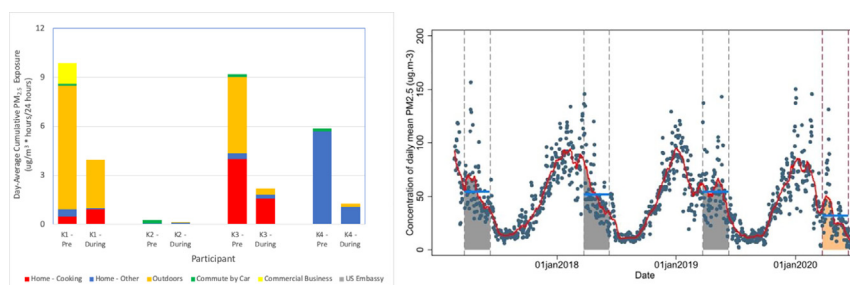 Day-Average Cumulative PM2.5 Exposure
(ug/m³ * hours/24 hours)
12
9
6
3
0
K1 - Pre
K1 - During
K2 - Pre
K2 - During
K3 - Pre
K3 - During
K4 - Pre
K4 - During
Participant
Home - Cooking
Home - Other
Outdoors
Commute by Car
Commercial Business
US Embassy
Concentration of daily mean PM2.5 (ug.m-3)
200
150
100
50
0
01jan2018
01jan2019
01jan2020
Date